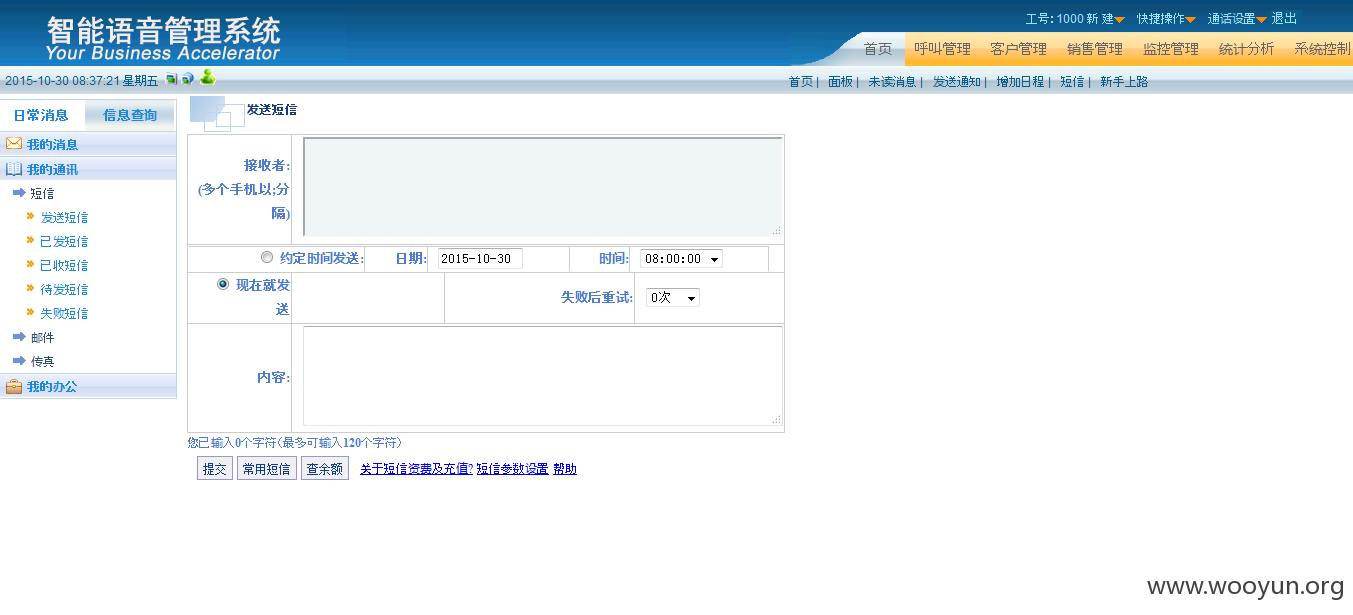 智能语音管理系统
Your Business Accelerator
工号:1000 新 建 快捷操作 通话设置 退出
首页 呼叫管理 客户管理 销售管理 监控管理 统计分析 系统控制
2015-10-30 08:37:21 星期五
首页| 面板| 未读消息| 发送通知| 增加日程| 短信| 新手上路
日常消息 信息查询
我的消息
我的通讯
短信
发送短信
已发短信
已收短信
待发短信
失败短信
邮件
传真
我的办公
发送短信
接收者:
(多个手机以;分
隔)
约定时间发送: 日期: 2015-10-30 时间: 08:00:00
现在就发
送
失败后重试: 0次
内容:
您已输入0个字符(最多可输入120个字符)
提交 常用短信 查余额 关于短信资费及充值? 短信参数设置 帮助
www.wooyun.org